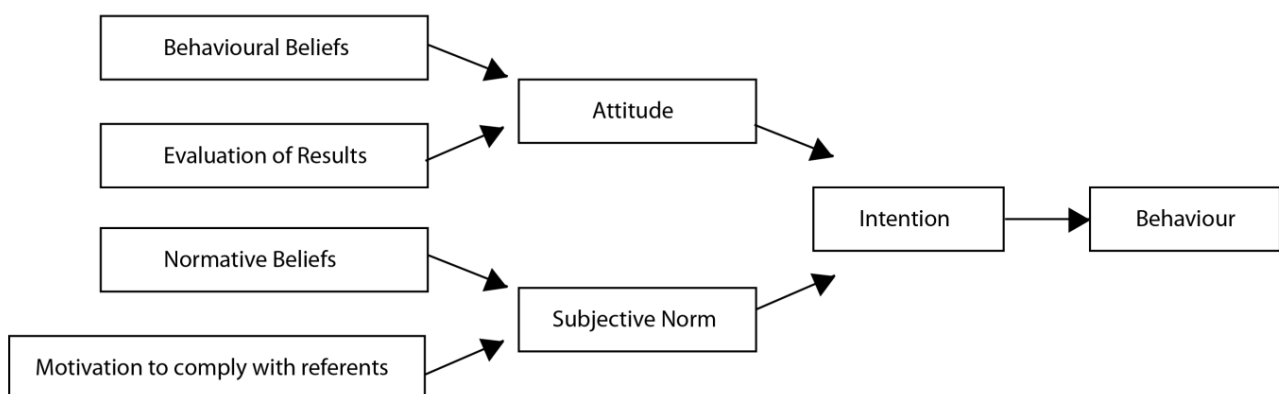 Behavioural Beliefs
Evaluation of Results
Attitude
Normative Beliefs
Motivation to comply with referents
Subjective Norm
Intention
Behaviour